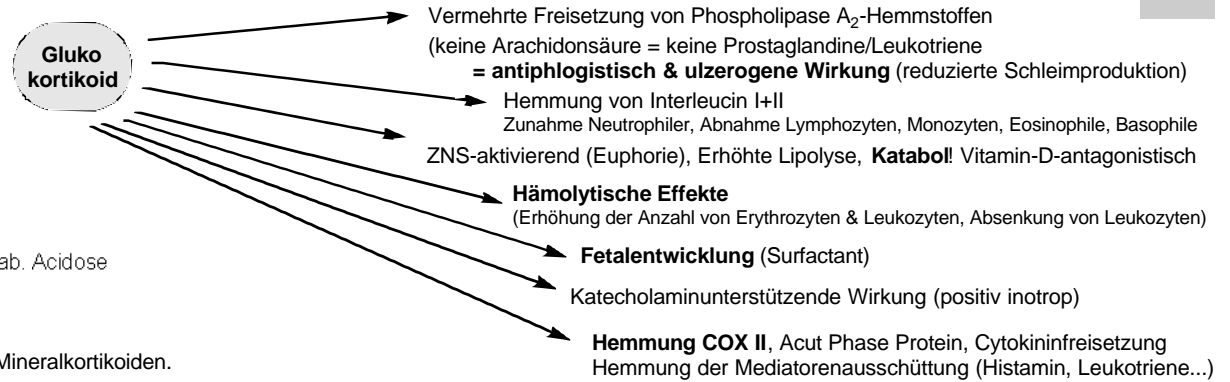 Vermehrte Freisetzung von Phospholipase A₂-Hemmstoffen
(keine Arachidonsäure = keine Prostaglandine/Leukotriene
= antiphlogistisch & ulzerogene Wirkung (reduzierte Schleimproduktion)
Gluko
kortikoid
Hemmung von Interleucin I+II
Zunahme Neutrophiler, Abnahme Lymphozyten, Monozyten, Eosinophile, Basophile
ZNS-aktivierend (Euphorie), Erhöhte Lipolyse, Katabol! Vitamin-D-antagonistisch
Hämolytische Effekte
(Erhöhung der Anzahl von Erythrozyten & Leukozyten, Absenkung von Leukozyten)
Fetalentwicklung (Surfactant)
ab. Acidose
Katecholaminunterstützende Wirkung (positiv inotrop)
Hemmung COX II, Acut Phase Protein, Cytokininfreisetzung
Hemmung der Mediatorenausschüttung (Histamin, Leukotriene...)
Mineralkortikoiden.